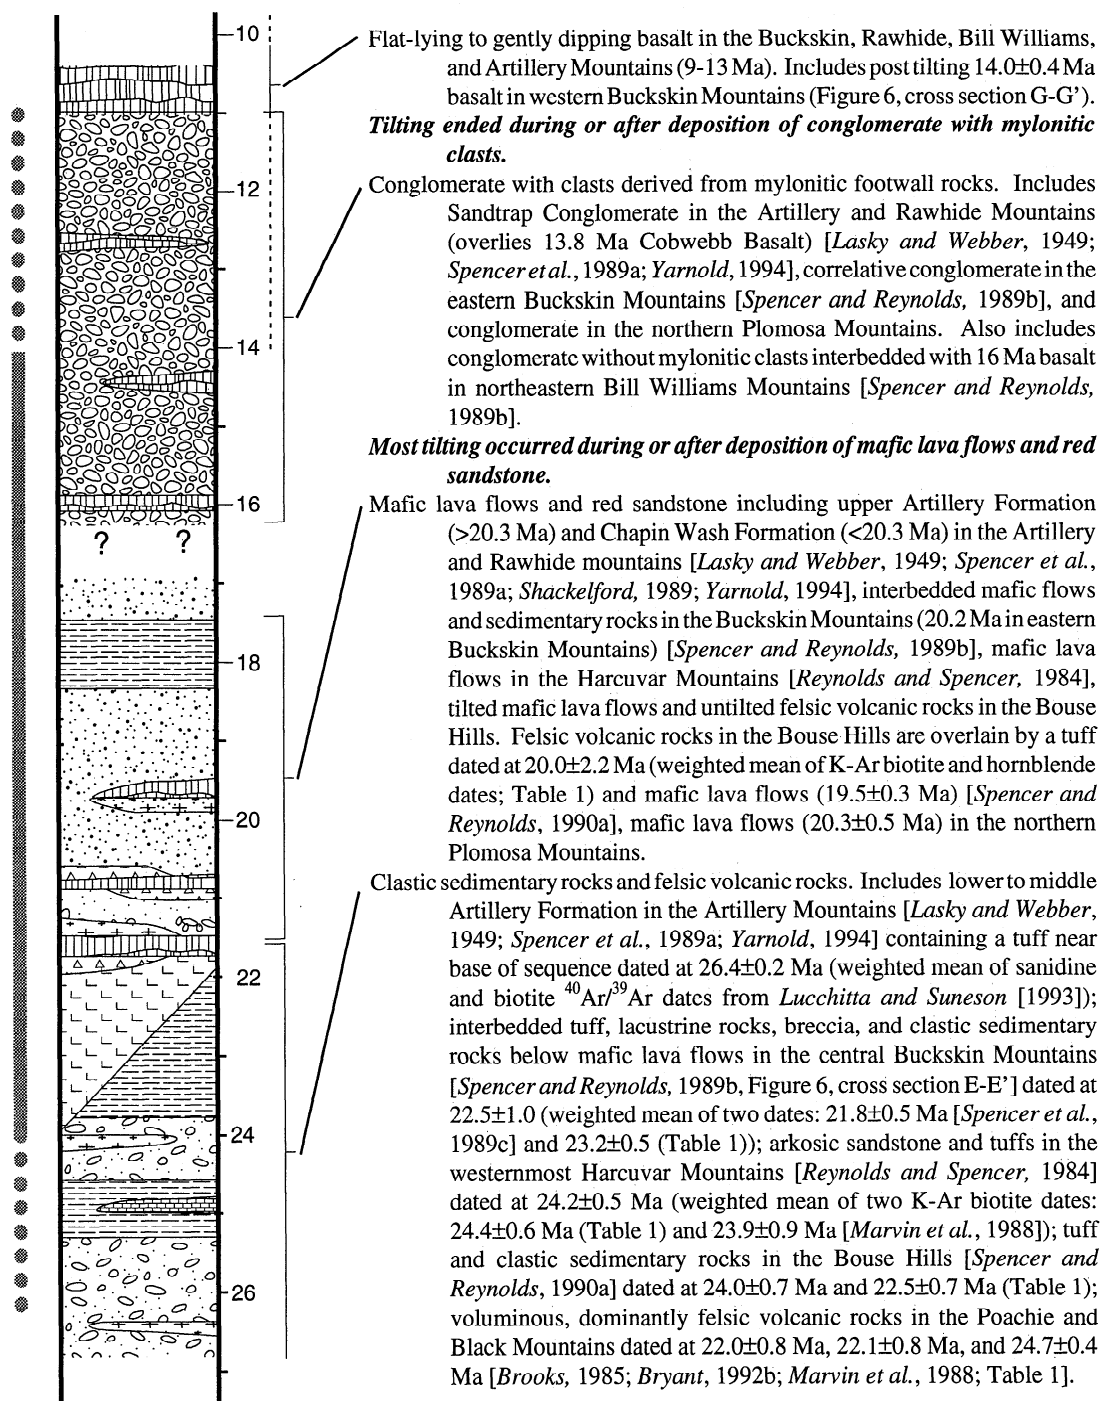 10
Flat-lying to gently dipping basalt in the Buckskin, Rawhide, Bill Williams,
and Artillery Mountains (9-13 Ma). Includes post tilting 14.0±0.4 Ma
basalt in western Buckskin Mountains (Figure 6, cross section G-G').
Tilting ended during or after deposition of conglomerate with mylonitic
clasts.
12
Conglomerate with clasts derived from mylonitic footwall rocks. Includes
Sandtrap Conglomerate in the Artillery and Rawhide Mountains
(overlies 13.8 Ma Cobwebb Basalt) [Lasky and Webber, 1949;
Spencer et al., 1989a; Yarnold, 1994], correlative conglomerate in the
eastern Buckskin Mountains [Spencer and Reynolds, 1989b], and
conglomerate in the northern Plomosa Mountains. Also includes
14
conglomerate without mylonitic clasts interbedded with 16 Ma basalt
in northeastern Bill Williams Mountains [Spencer and Reynolds,
1989b].
Most tilting occurred during or after deposition of mafic lava flows and red
sandstone.
16
Mafic lava flows and red sandstone including upper Artillery Formation
(>20.3 Ma) and Chapin Wash Formation (<20.3 Ma) in the Artillery
? ?
and Rawhide mountains [Lasky and Webber, 1949; Spencer et al.,
1989a; Shackelford, 1989; Yarnold, 1994], interbedded mafic flows
and sedimentary rocks in the Buckskin Mountains (20.2 Ma in eastern
Buckskin Mountains) [Spencer and Reynolds, 1989b], mafic lava
18
flows in the Harcuvar Mountains [Reynolds and Spencer, 1984],
tilted mafic lava flows and untilted felsic volcanic rocks in the Bouse
Hills. Felsic volcanic rocks in the Bouse Hills are overlain by a tuff
dated at 20.0±2.2 Ma (weighted mean of K-Ar biotite and hornblende
dates; Table 1) and mafic lava flows (19.5±0.3 Ma) [Spencer and
20
Reynolds, 1990a], mafic lava flows (20.3±0.5 Ma) in the northern
Plomosa Mountains.
Clastic sedimentary rocks and felsic volcanic rocks. Includes lower to middle
Artillery Formation in the Artillery Mountains [Lasky and Webber,
1949; Spencer et al., 1989a; Yarnold, 1994] containing a tuff near
22
base of sequence dated at 26.4±0.2 Ma (weighted mean of sanidine
and biotite ⁴⁰Ar/³⁹Ar dates from Lucchitta and Suneson [1993]);
interbedded tuff, lacustrine rocks, breccia, and clastic sedimentary
rocks below mafic lava flows in the central Buckskin Mountains
[Spencer and Reynolds, 1989b, Figure 6, cross section E-E'] dated at
22.5±1.0 (weighted mean of two dates: 21.8±0.5 Ma [Spencer et al.,
24
1989c] and 23.2±0.5 (Table 1)); arkosic sandstone and tuffs in the
westernmost Harcuvar Mountains [Reynolds and Spencer, 1984]
dated at 24.2±0.5 Ma (weighted mean of two K-Ar biotite dates:
24.4±0.6 Ma (Table 1) and 23.9±0.9 Ma [Marvin et al., 1988]); tuff
and clastic sedimentary rocks in the Bouse Hills [Spencer and
26
Reynolds, 1990a] dated at 24.0±0.7 Ma and 22.5±0.7 Ma (Table 1);
voluminous, dominantly felsic volcanic rocks in the Poachie and
Black Mountains dated at 22.0±0.8 Ma, 22.1±0.8 Ma, and 24.7±0.4
Ma [Brooks, 1985; Bryant, 1992b; Marvin et al., 1988; Table 1].